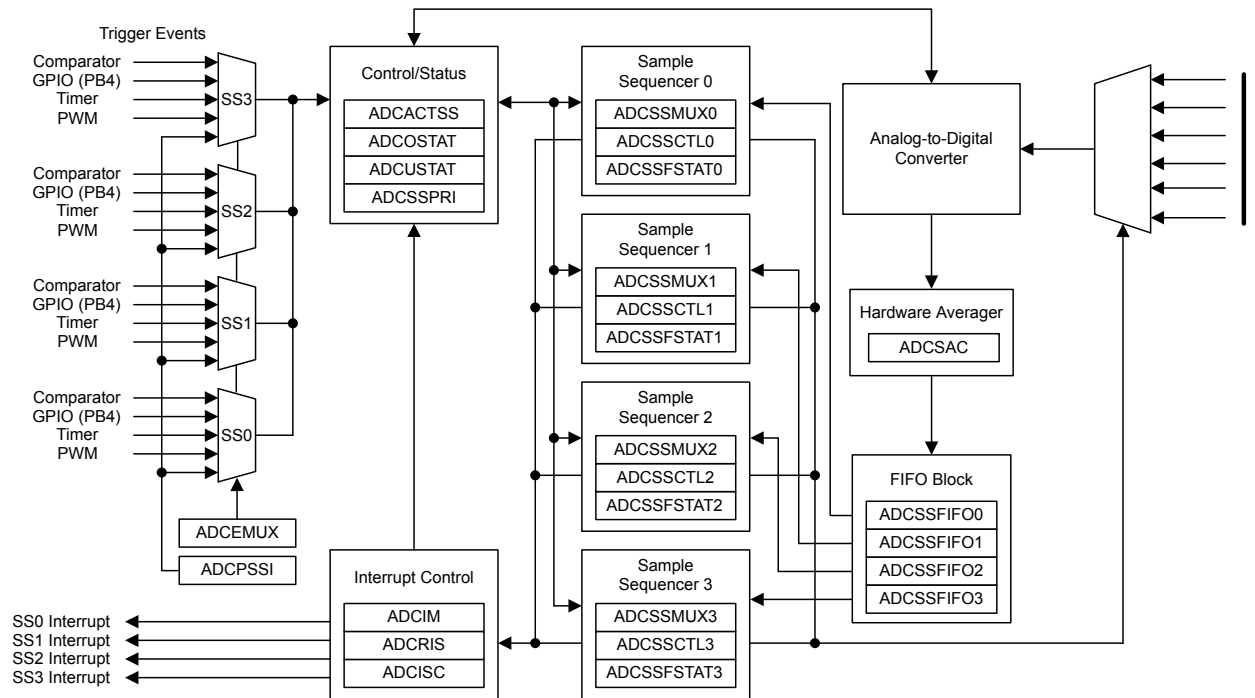 Trigger Events
Comparator
GPIO (PB4)
Timer
PWM
SS3
Comparator
GPIO (PB4)
Timer
PWM
SS2
Comparator
GPIO (PB4)
Timer
PWM
SS1
Comparator
GPIO (PB4)
Timer
PWM
SS0
ADCEMUX
ADCPSSI
Control/Status
ADCACTSS
ADCOSTAT
ADCUSTAT
ADCSSPRI
Interrupt Control
ADCIM
ADCRIS
ADCISC
SS0 Interrupt
SS1 Interrupt
SS2 Interrupt
SS3 Interrupt
Sample
Sequencer 0
ADCSSMUX0
ADCSSCTL0
ADCSSFSTAT0
Sample
Sequencer 1
ADCSSMUX1
ADCSSCTL1
ADCSSFSTAT1
Sample
Sequencer 2
ADCSSMUX2
ADCSSCTL2
ADCSSFSTAT2
Sample
Sequencer 3
ADCSSMUX3
ADCSSCTL3
ADCSSFSTAT3
Analog-to-Digital
Converter
Hardware Averager
ADCSAC
FIFO Block
ADCSSFIFO0
ADCSSFIFO1
ADCSSFIFO2
ADCSSFIFO3